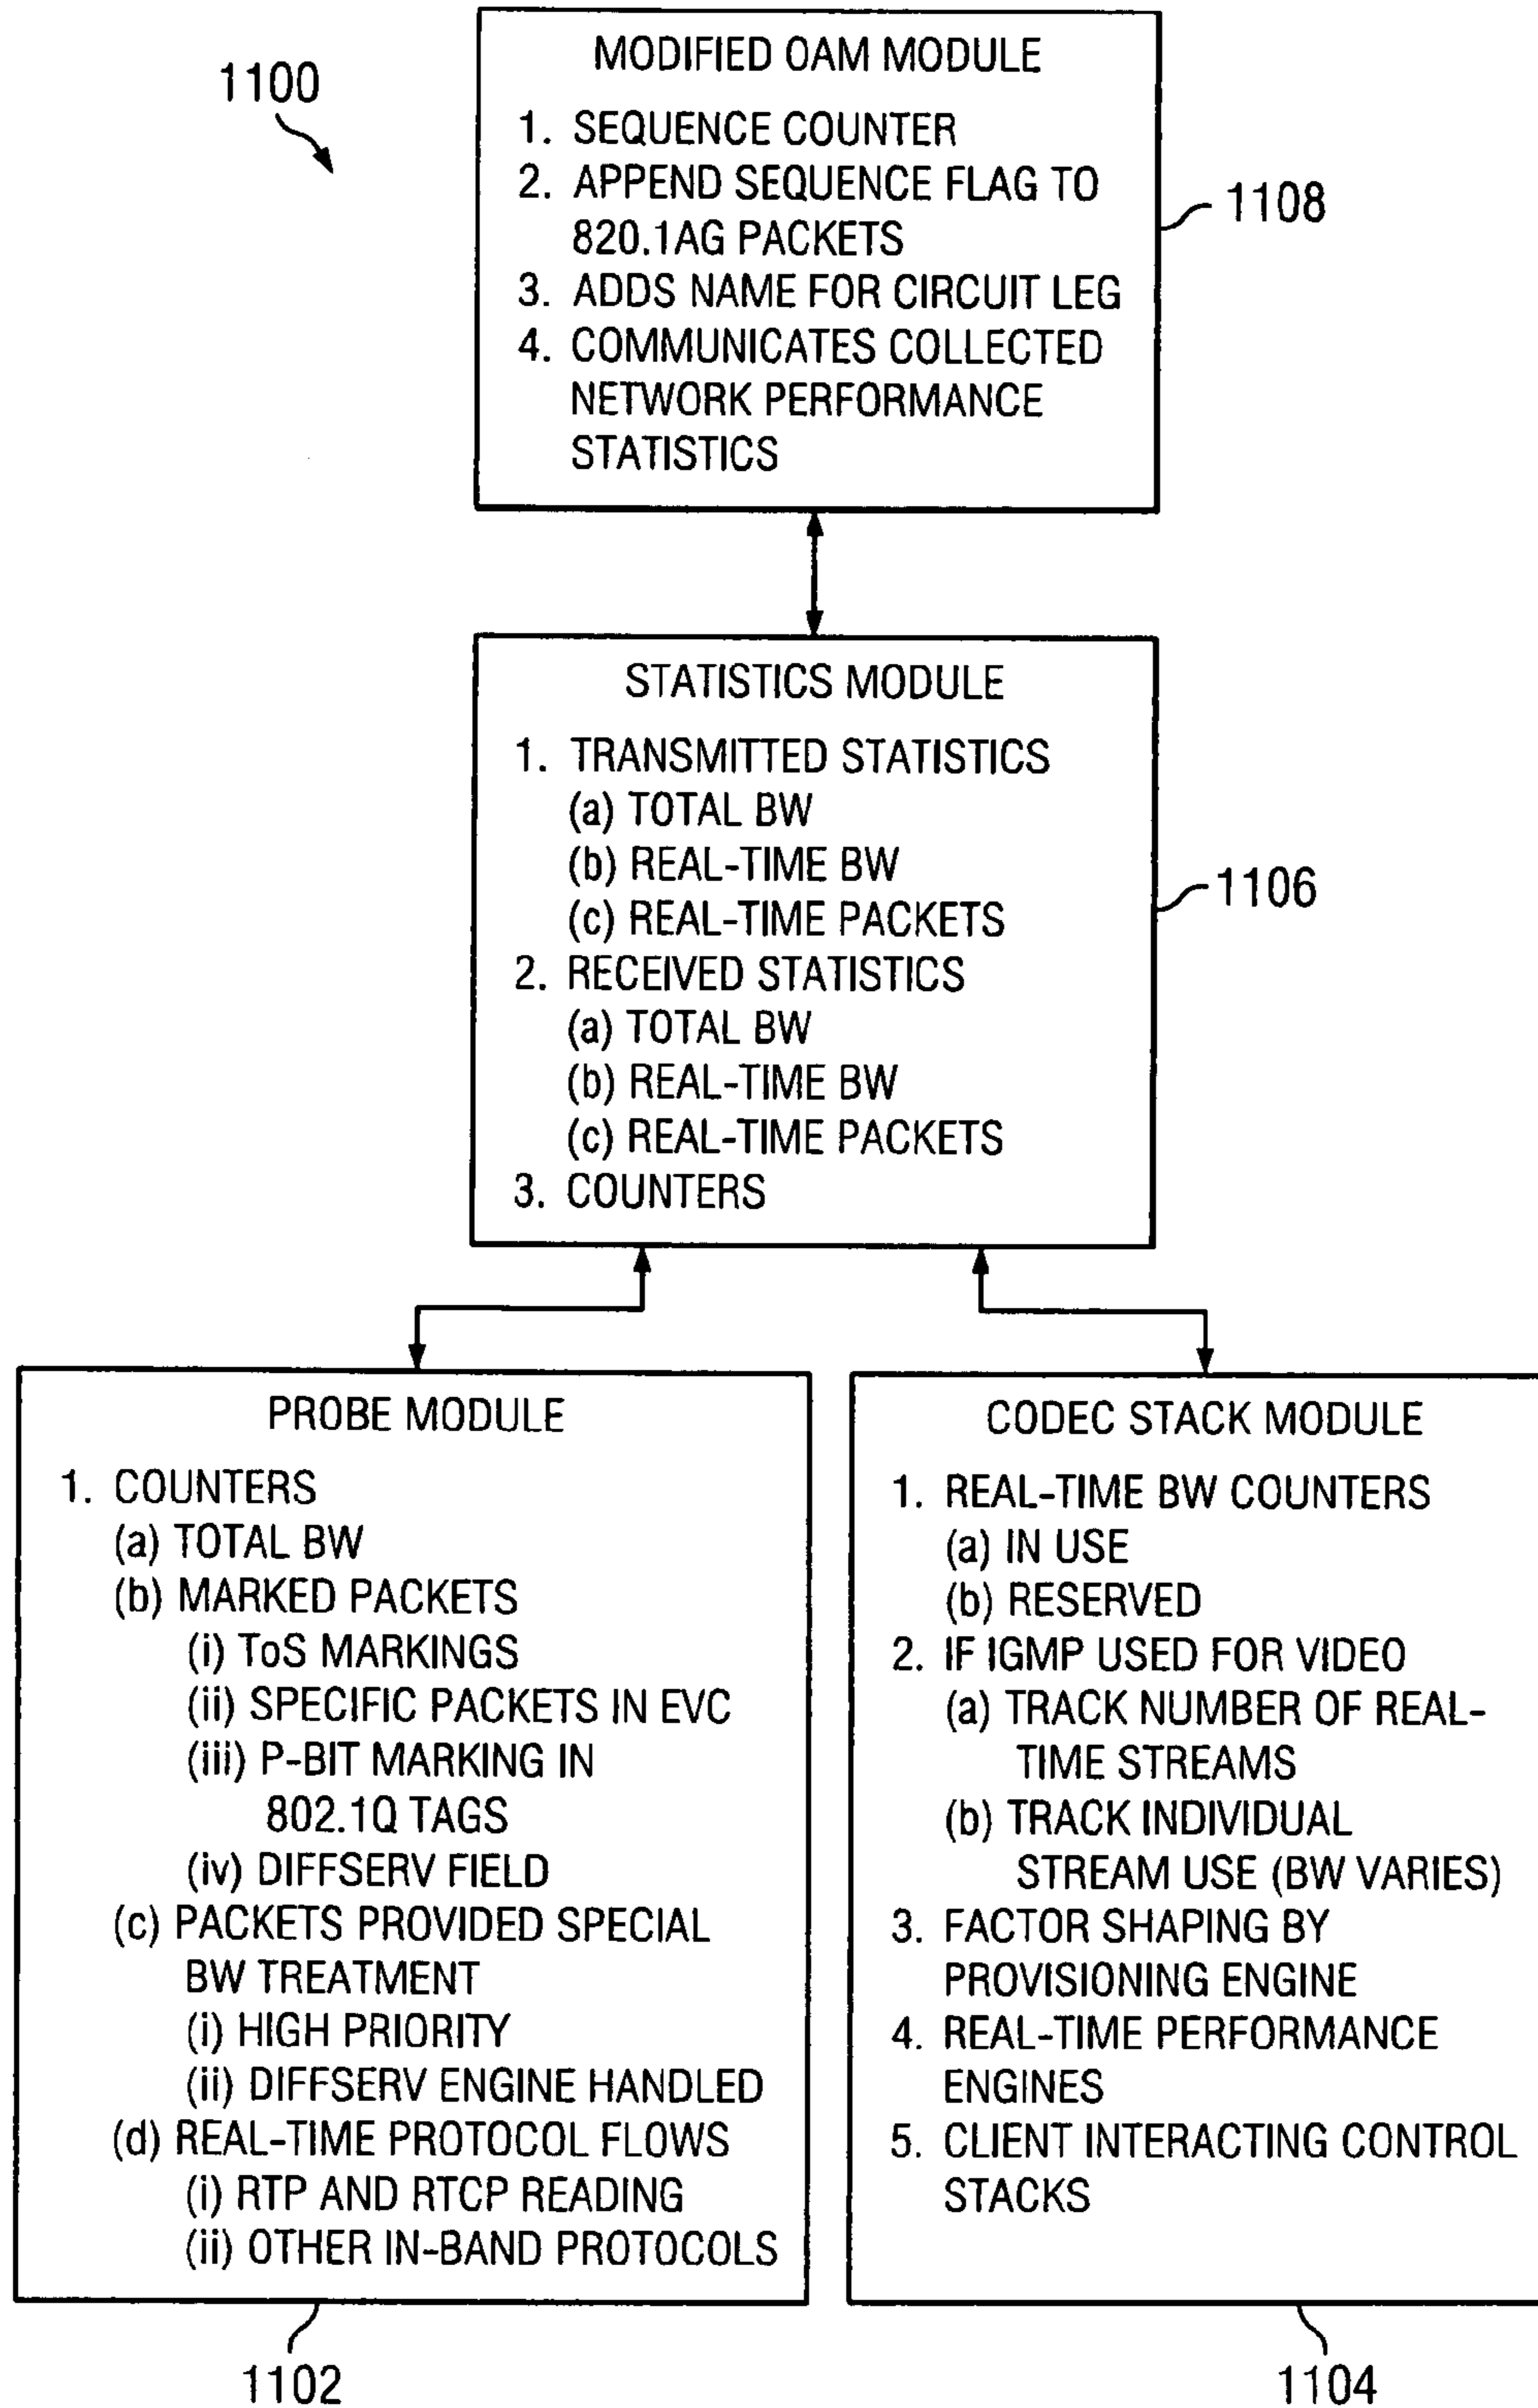 1100
MODIFIED OAM MODULE
1. SEQUENCE COUNTER
2. APPEND SEQUENCE FLAG TO
820.1AG PACKETS
3. ADDS NAME FOR CIRCUIT LEG
4. COMMUNICATES COLLECTED
NETWORK PERFORMANCE
STATISTICS
1108
STATISTICS MODULE
1. TRANSMITTED STATISTICS
(a) TOTAL BW
(b) REAL-TIME BW
(c) REAL-TIME PACKETS
2. RECEIVED STATISTICS
(a) TOTAL BW
(b) REAL-TIME BW
(c) REAL-TIME PACKETS
3. COUNTERS
1106
PROBE MODULE
1. COUNTERS
(a) TOTAL BW
(b) MARKED PACKETS
(i) ToS MARKINGS
(ii) SPECIFIC PACKETS IN EVC
(iii) P-BIT MARKING IN
802.1Q TAGS
(iv) DIFFSERV FIELD
(c) PACKETS PROVIDED SPECIAL
BW TREATMENT
(i) HIGH PRIORITY
(ii) DIFFSERV ENGINE HANDLED
(d) REAL-TIME PROTOCOL FLOWS
(i) RTP AND RTCP READING
(ii) OTHER IN-BAND PROTOCOLS
1102
CODEC STACK MODULE
1. REAL-TIME BW COUNTERS
(a) IN USE
(b) RESERVED
2. IF IGMP USED FOR VIDEO
(a) TRACK NUMBER OF REAL-
TIME STREAMS
(b) TRACK INDIVIDUAL
STREAM USE (BW VARIES)
3. FACTOR SHAPING BY
PROVISIONING ENGINE
4. REAL-TIME PERFORMANCE
ENGINES
5. CLIENT INTERACTING CONTROL
STACKS
1104